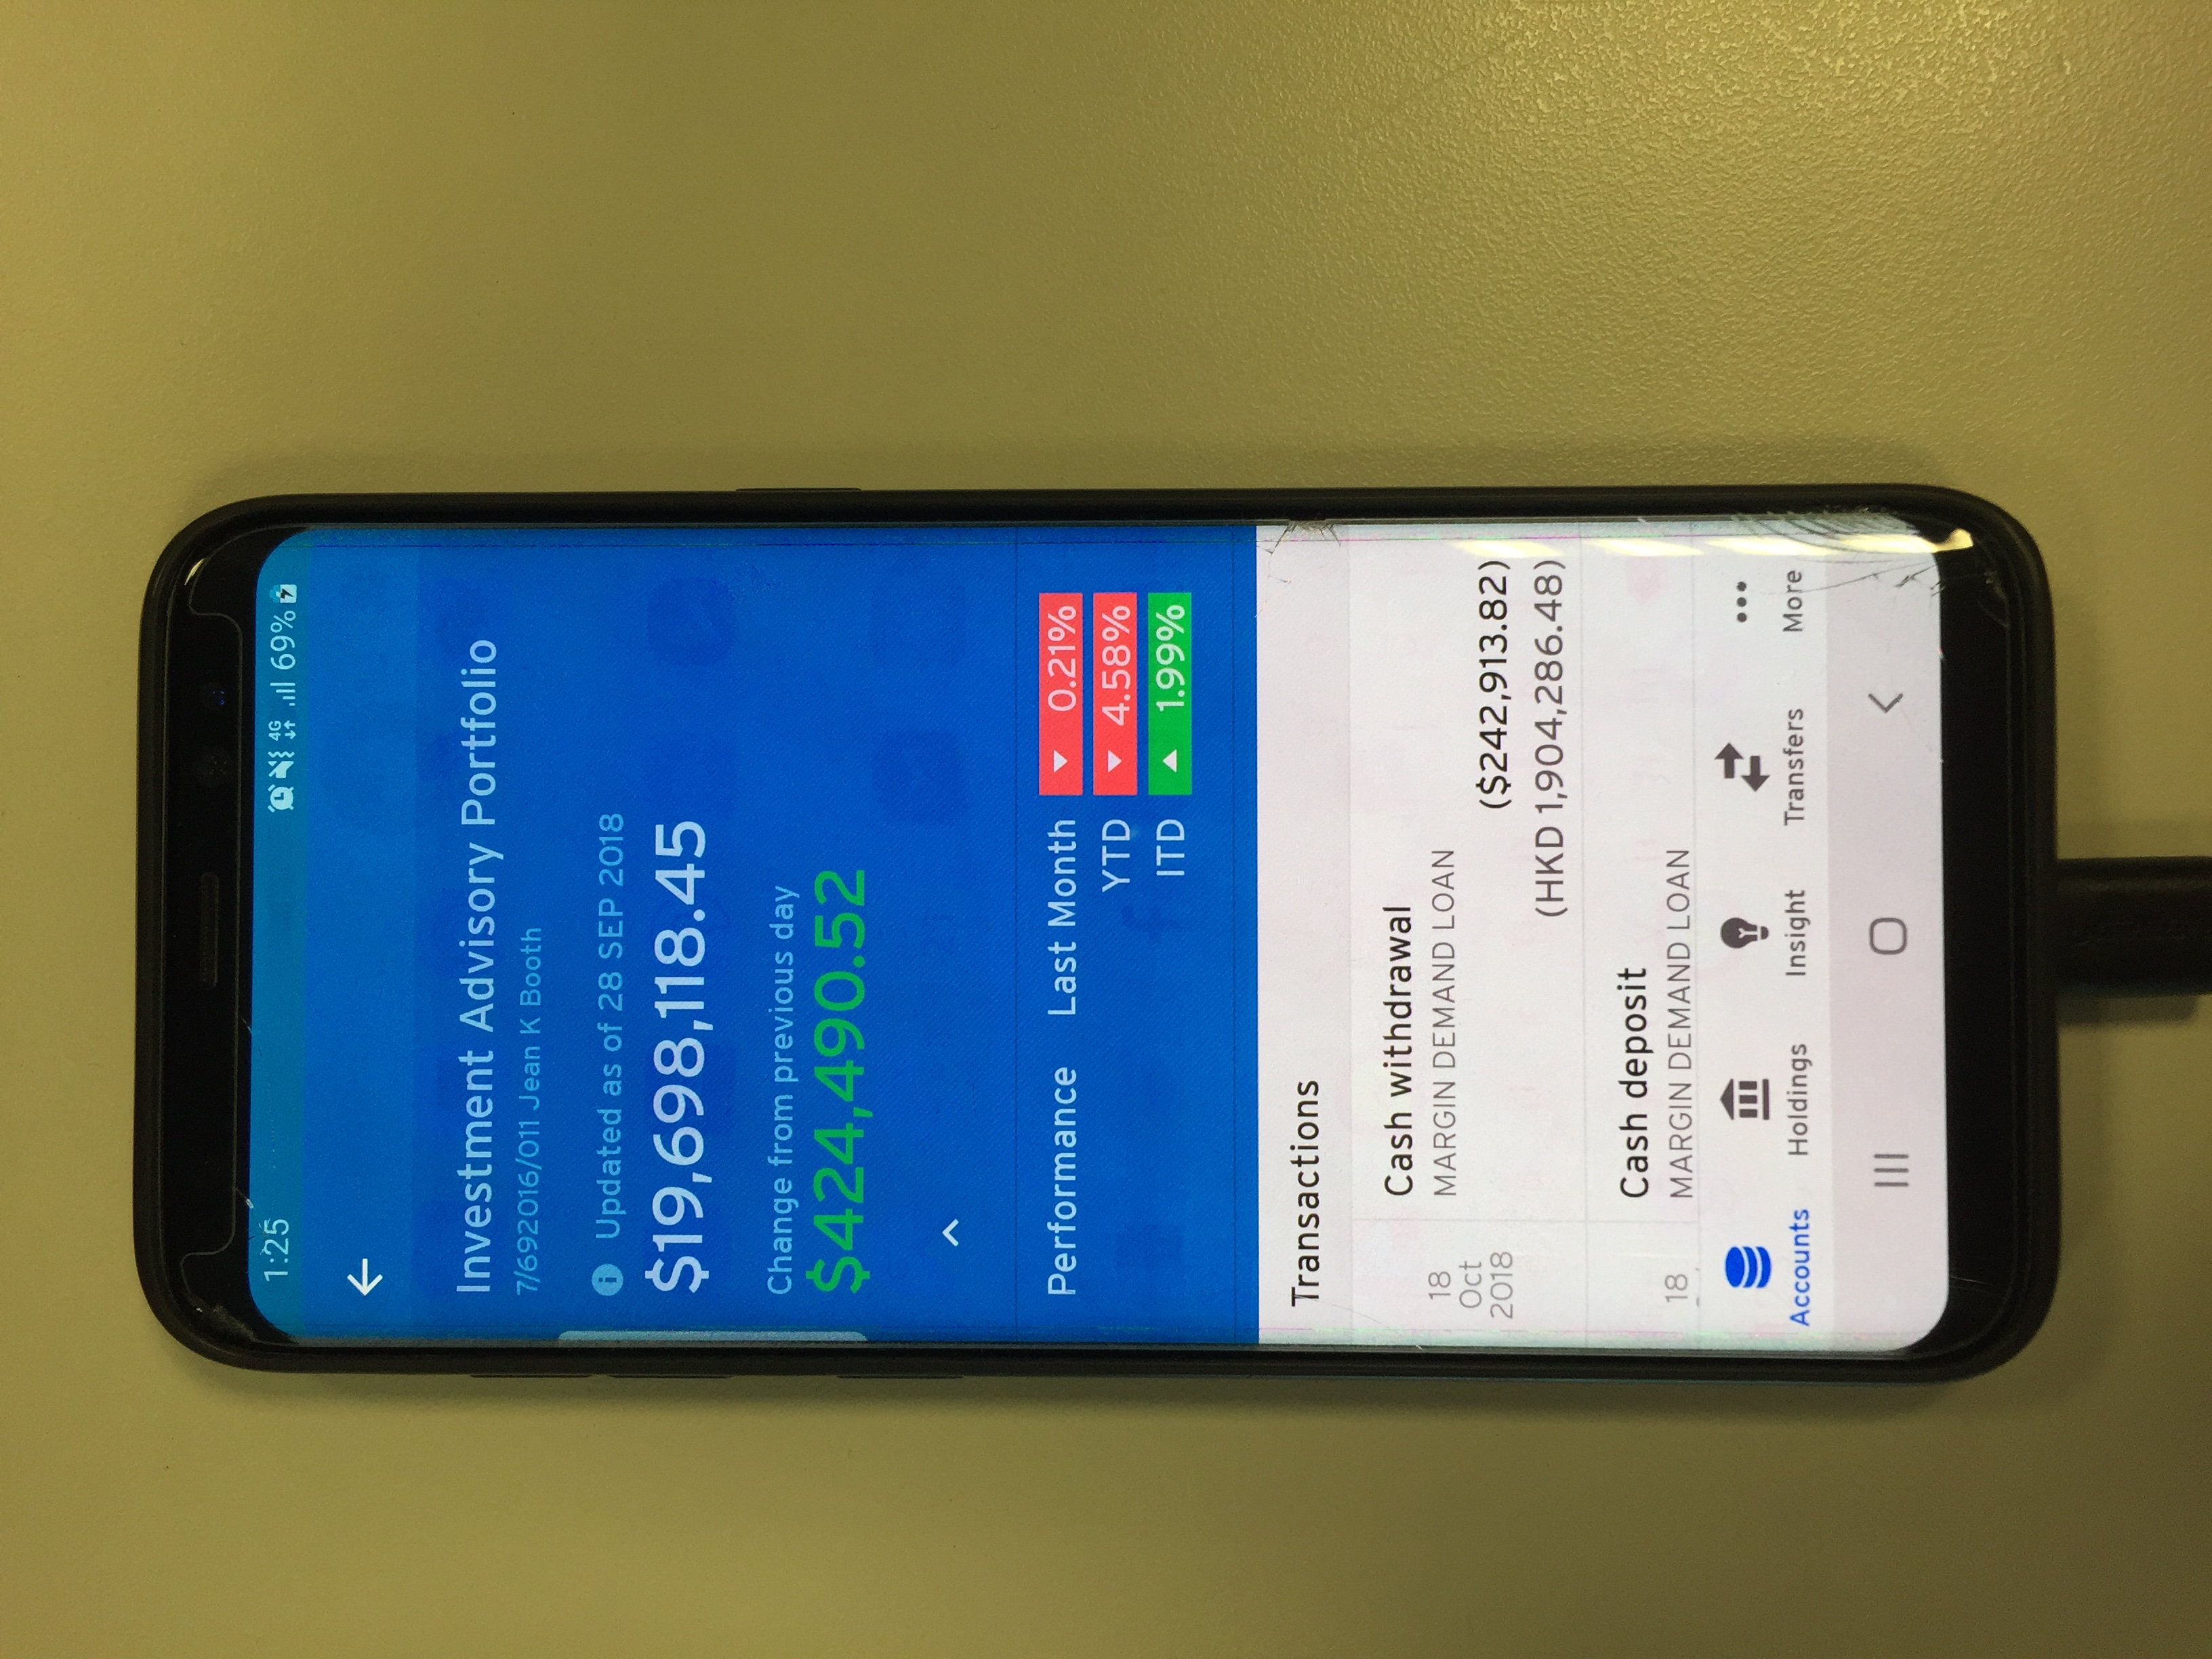 1:25 4G 69%
Investment Advisory Portfolio
7/692016/011 Jean K Booth
Updated as of 28 SEP 2018
$19,698,118.45
Change from previous day
$424,490.52
Performance Last Month ▼ 0.21%
YTD ▼ 4.58%
ITD ▲ 1.99%
Transactions
18 Oct 2018
Cash withdrawal
MARGIN DEMAND LOAN
($242,913.82)
(HKD 1,904,286.48)
18
Cash deposit
MARGIN DEMAND LOAN
Accounts Holdings Insight Transfers More